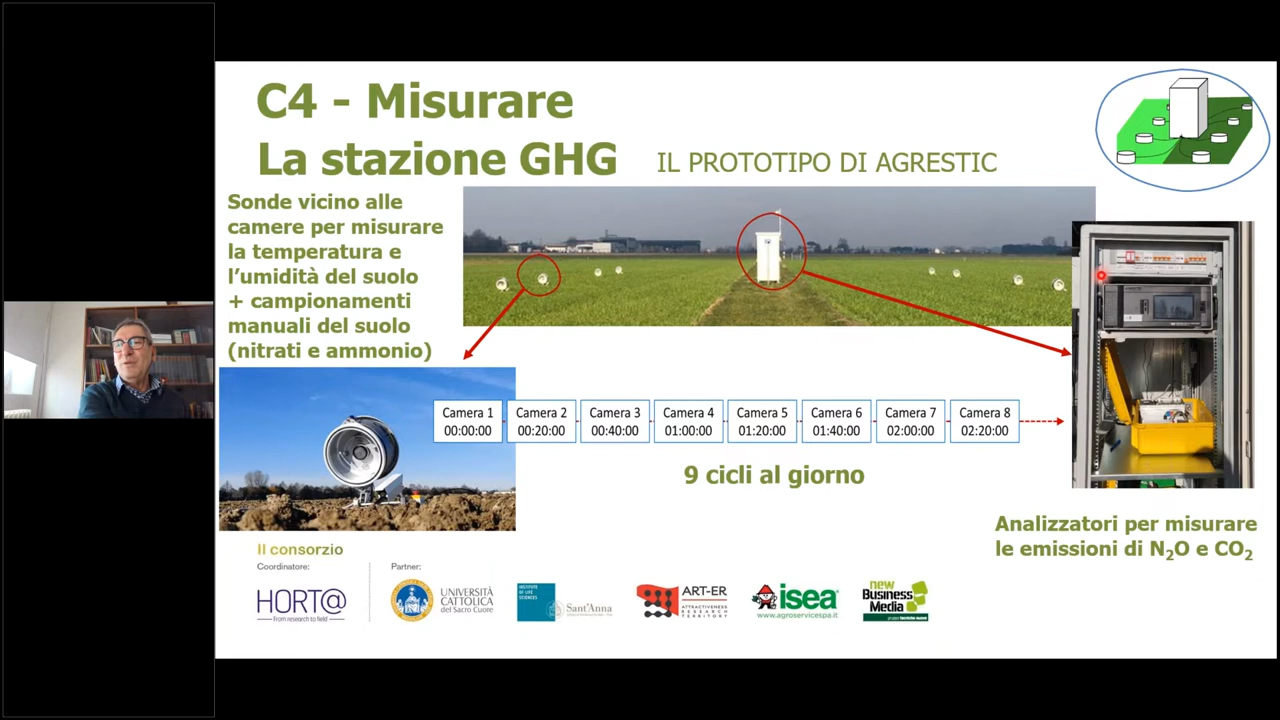 C4 - Misurare
La stazione GHG
IL PROTOTIPO DI AGRESTIC
Sonde vicino alle
camere per misurare
la temperatura e
l'umidità del suolo
+ campionamenti
manuali del suolo
(nitrati e ammonio)
Camera 1
00:00:00
Camera 2
00:20:00
Camera 3
00:40:00
Camera 4
01:00:00
Camera 5
01:20:00
Camera 6
01:40:00
Camera 7
02:00:00
Camera 8
02:20:00
9 cicli al giorno
Analizzatori per misurare
le emissioni di N₂O e CO₂
Il consorzio
Coordinatore:
Partner:
HORT@
From research to field
UNIVERSITÀ
CATTOLICA
del Sacro Cuore
INSTITUTE
OF LIFE
SCIENCES
Sant'Anna
ART-ER
ATTRACTIVENESS
RESEARCH
TERRITORY
isea
www.agroservicespa.it
new
Business
Media